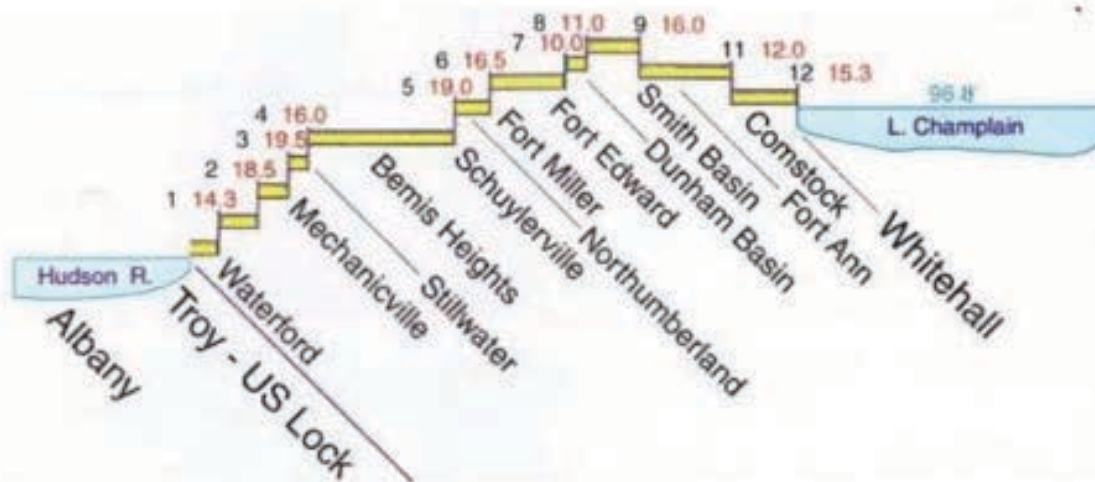 1 14.3
2 18.5
3 19.5
4 16.0
5 19.0
6 16.5
7 10.0
8 11.0
9 16.0
11 12.0
12 15.3
96.8
Hudson R.
L. Champlain
Albany
Troy - US Lock
Waterford
Mechanicville
Stillwater
Bemis Heights
Schuylerville
Northumberland
Fort Miller
Fort Edward
Dunham Basin
Smith Basin
Fort Ann
Comstock
Whitehall